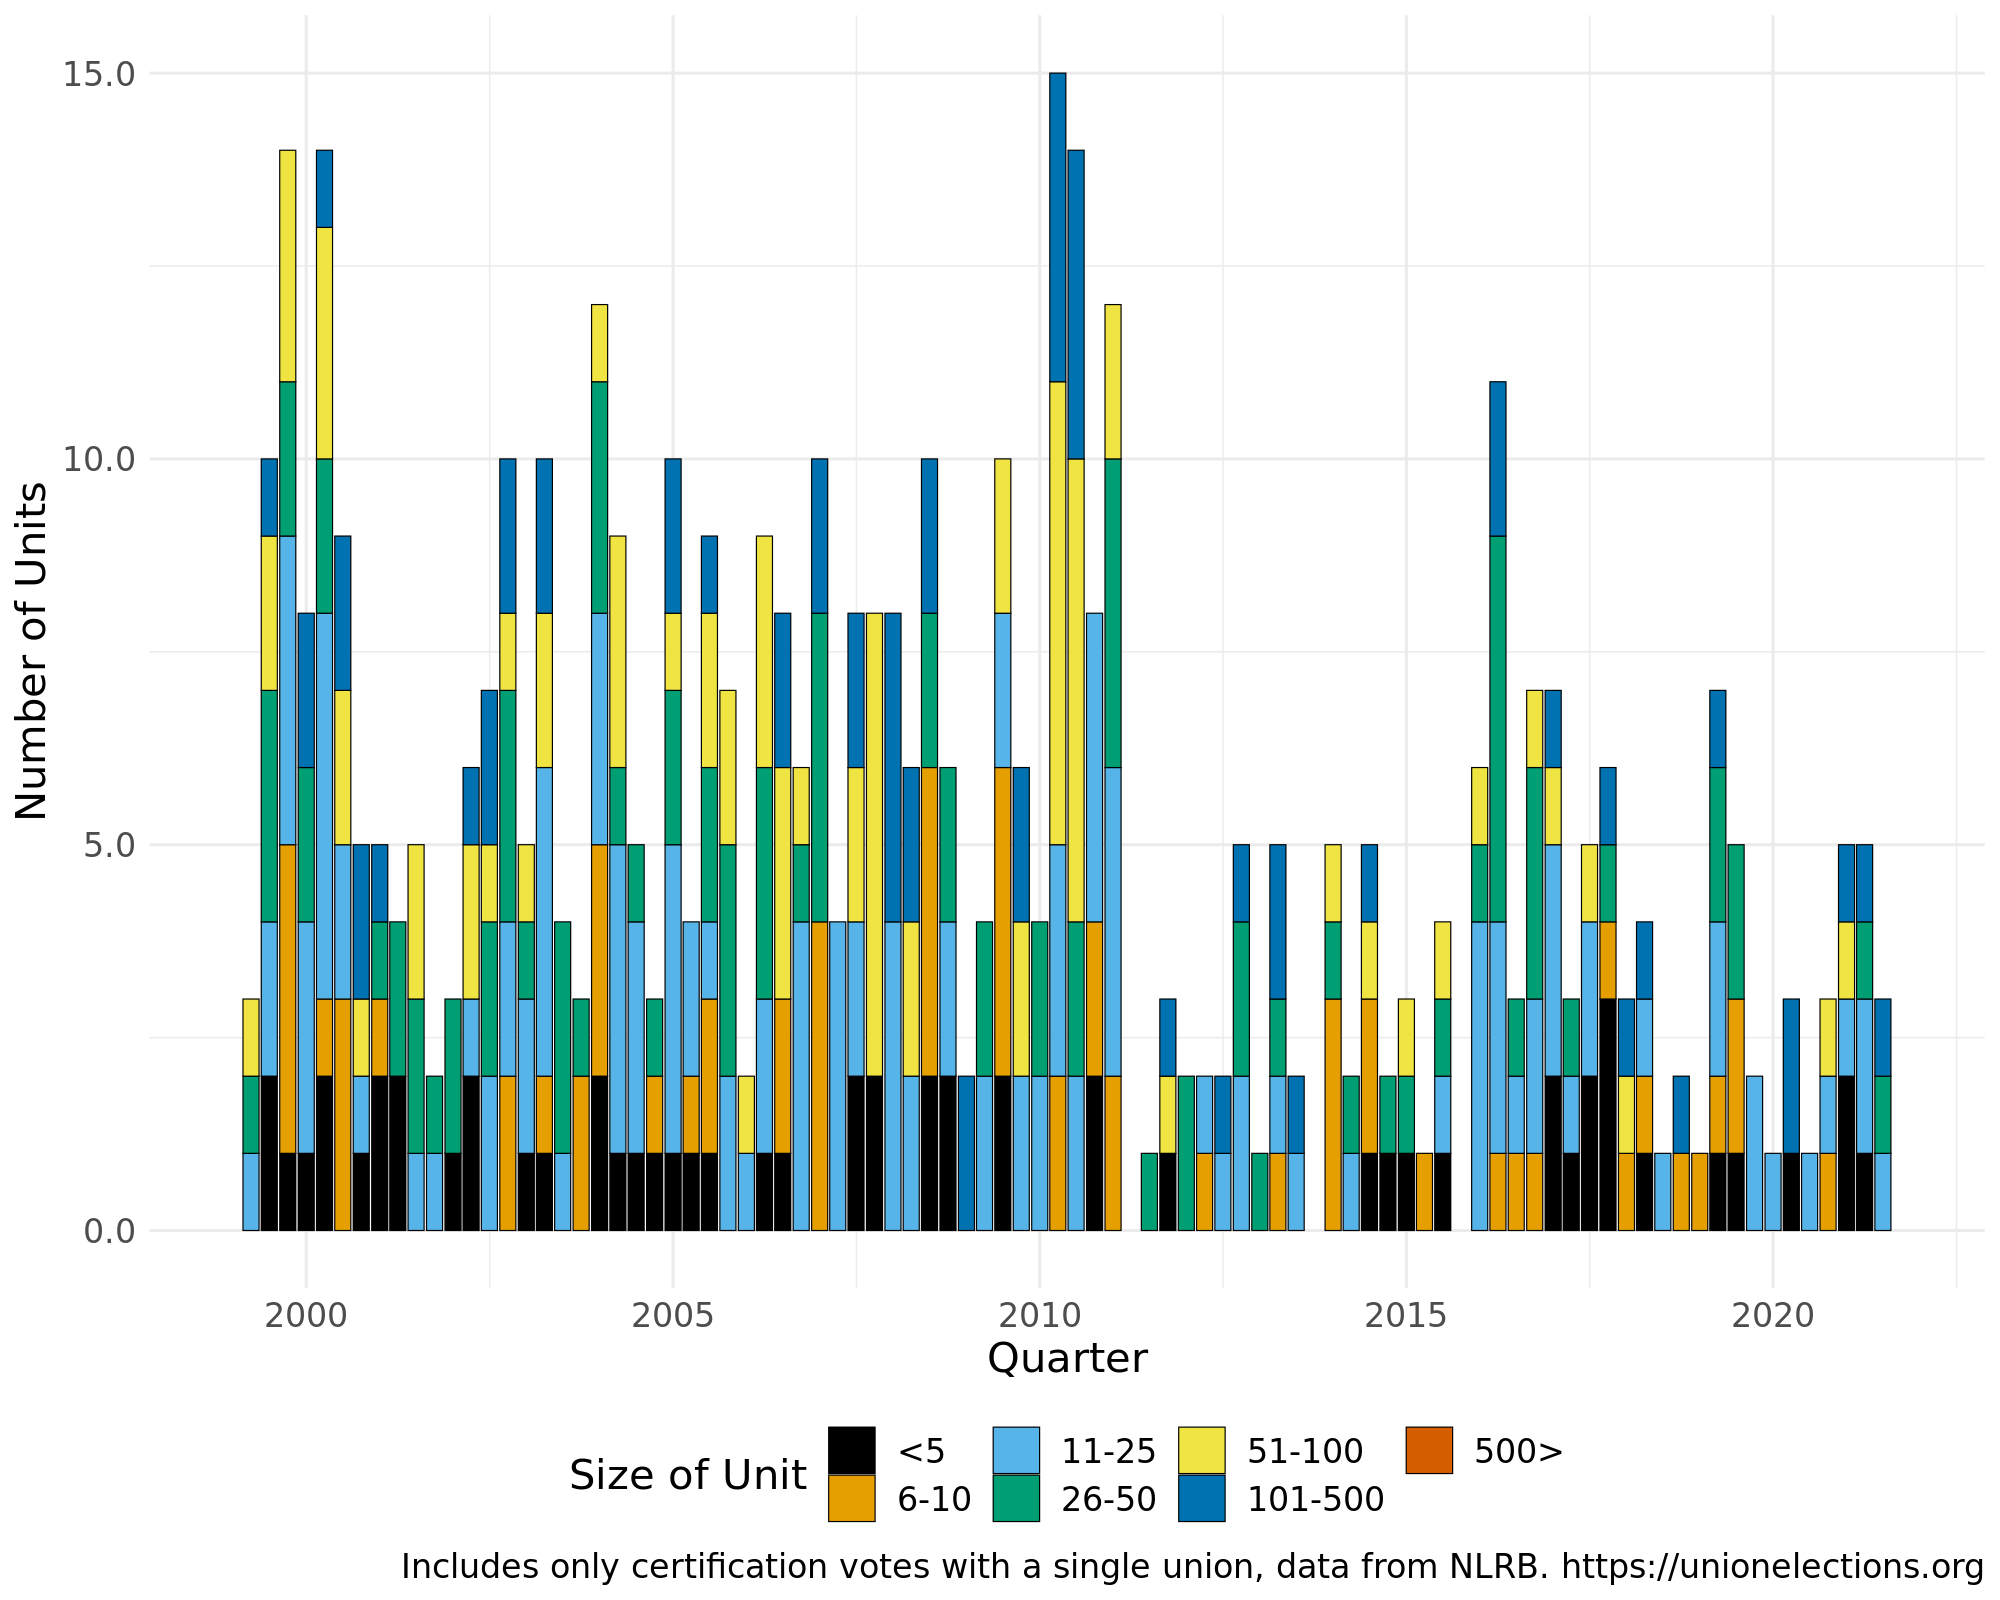 15.0
10.0
5.0
0.0
Number of Units
2000 2005 2010 2015 2020
Quarter
Size of Unit
<5 11-25 51-100 500>
6-10 26-50 101-500
Includes only certification votes with a single union, data from NLRB. https://unionelections.org